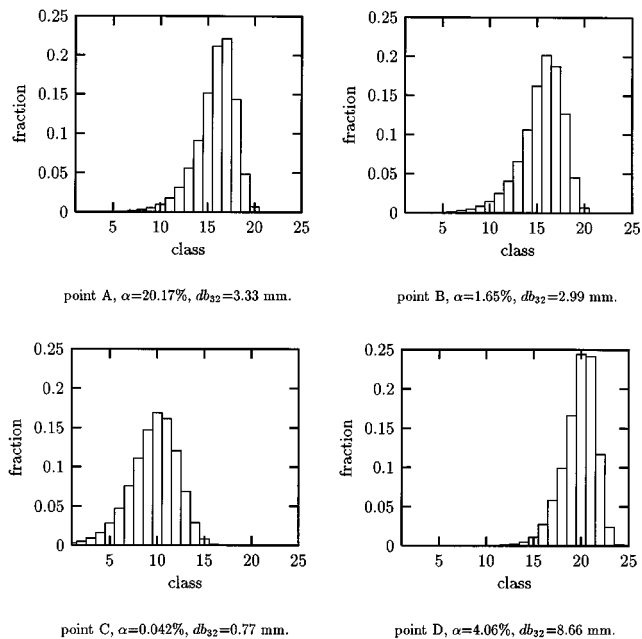 0.25
0.2
0.15
0.1
0.05
0
fraction
5 10 15 20 25
class
point A, α=20.17%, db32=3.33 mm.
0.25
0.2
0.15
0.1
0.05
0
fraction
5 10 15 20 25
class
point B, α=1.65%, db32=2.99 mm.
0.25
0.2
0.15
0.1
0.05
0
fraction
5 10 15 20 25
class
point C, α=0.042%, db32=0.77 mm.
0.25
0.2
0.15
0.1
0.05
0
fraction
5 10 15 20 25
class
point D, α=4.06%, db32=8.66 mm.